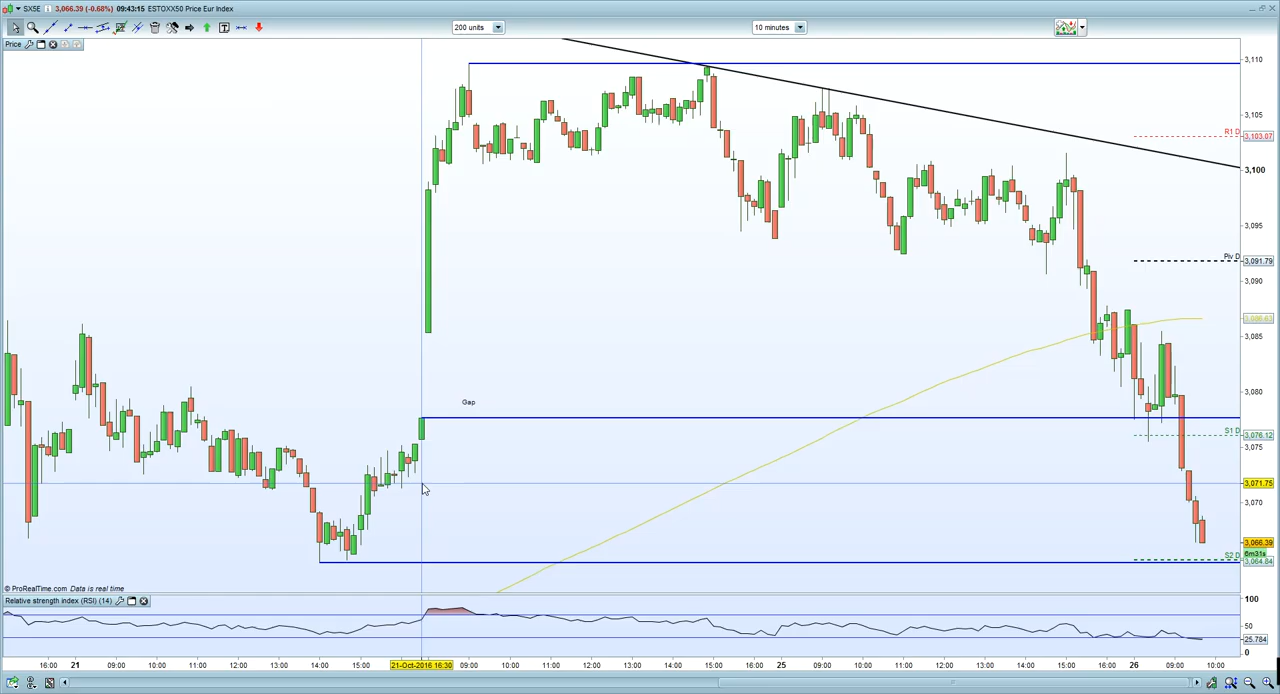 SX5E 3,066.39 (-0.68%) 09:43:15 ESTOXX50 Price Eur Index
200 units
10 minutes
Price
3,110
3,105
R1 D
3,103.07
3,100
3,095
Piv D
3,091.79
3,090
3,085
3,080
Gap
S1 D
3,076.12
3,075
3,071.75
3,070
3,066.39
6m31s
S2 D
3,064.84
© ProRealTime.com Data is real time
Relative strength index (RSI) (14)
100
50
25.784
0
16:00 21 09:00 10:00 11:00 12:00 13:00 14:00 15:00 21-Oct-2016 16:30 09:00 10:00 11:00 12:00 13:00 14:00 15:00 25 09:00 10:00 11:00 12:00 13:00 14:00 15:00 16:00 26 09:00 10:00